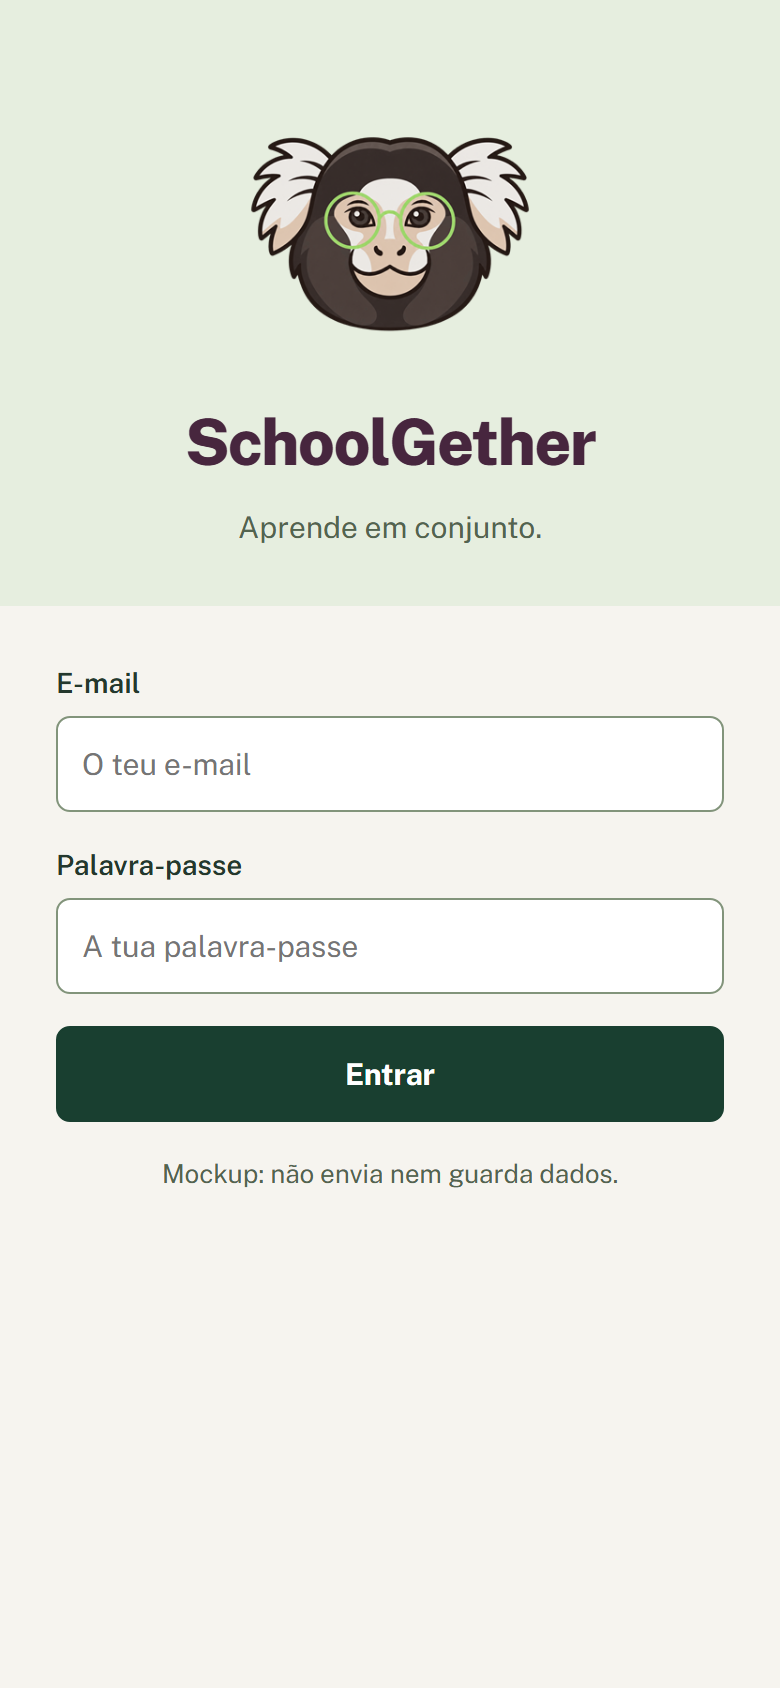 SchoolGether
Aprende em conjunto.
E-mail
O teu e-mail
Palavra-passe
A tua palavra-passe
Entrar
Mockup: não envia nem guarda dados.